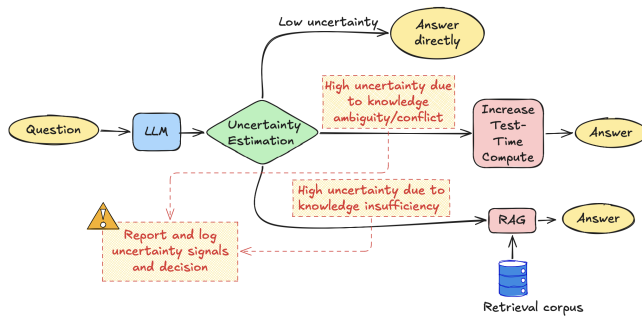 Low uncertainty
Answer
directly
High uncertainty due
to knowledge
ambiguity/conflict
Question
LLM
Uncertainty
Estimation
Increase
Test-
Time
Compute
Answer
High uncertainty due to
knowledge insufficiency
Report and log
uncertainty signals
and decision
RAG
Answer
Retrieval corpus